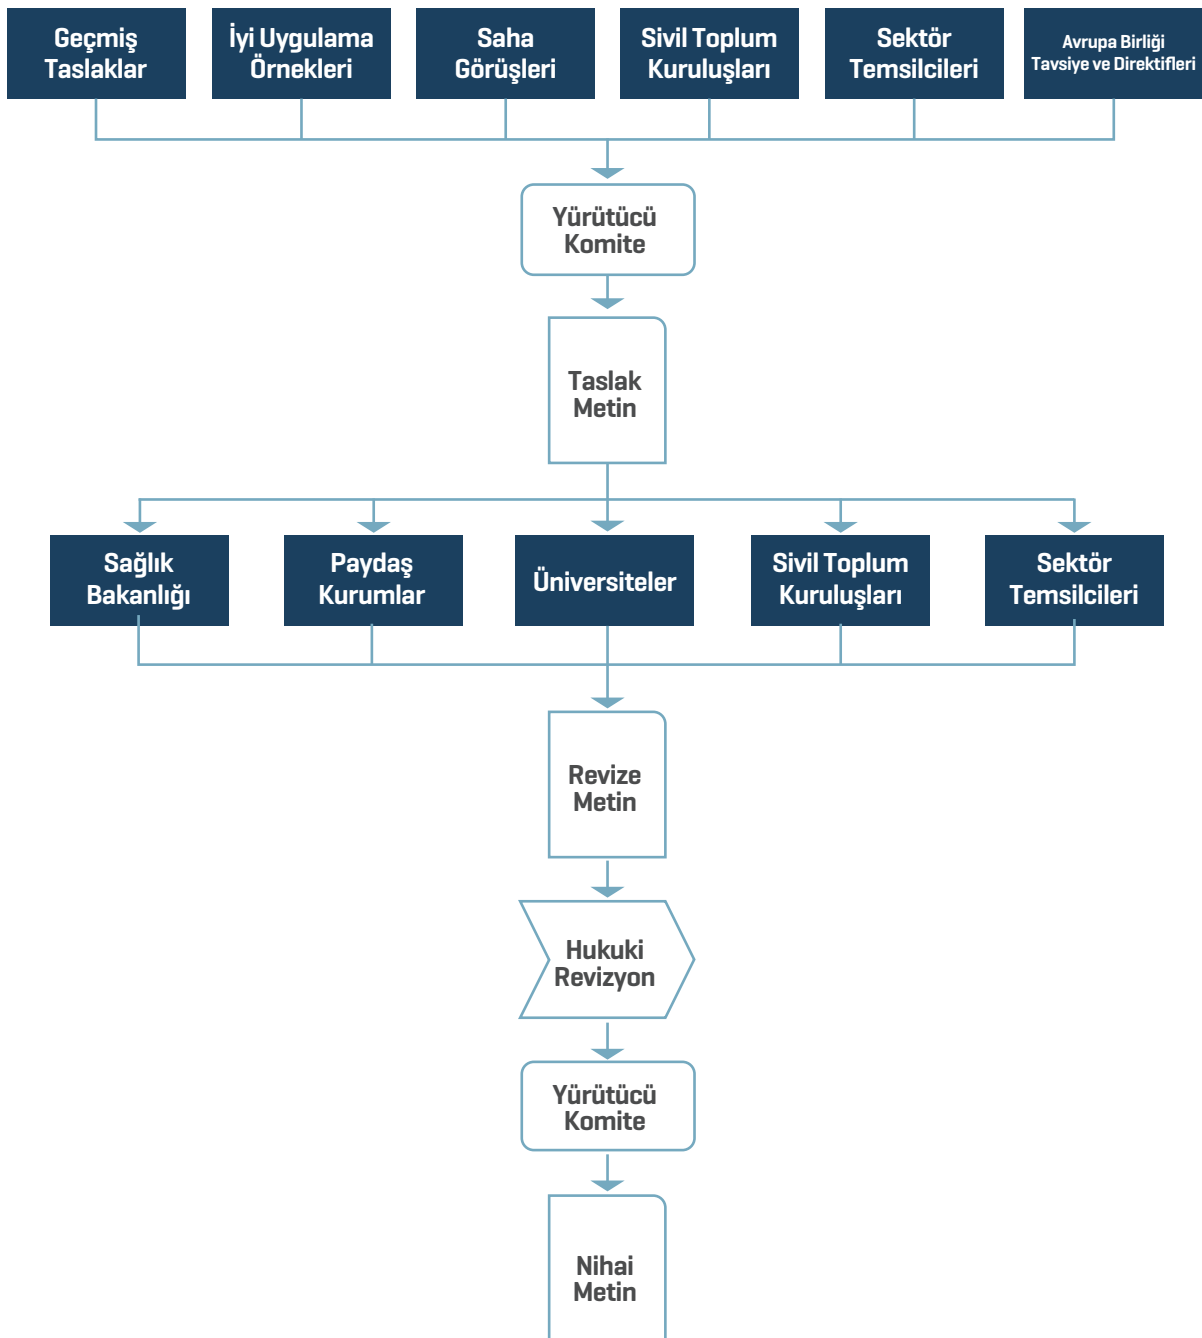 Geçmiş
Taslaklar
İyi Uygulama
Örnekleri
Saha
Görüşleri
Sivil Toplum
Kuruluşları
Sektör
Temsilcileri
Avrupa Birliği
Tavsiye ve Direktifleri
Yürütücü
Komite
Taslak
Metin
Sağlık
Bakanlığı
Paydaş
Kurumlar
Üniversiteler
Sivil Toplum
Kuruluşları
Sektör
Temsilcileri
Revize
Metin
Hukuki
Revizyon
Yürütücü
Komite
Nihai
Metin